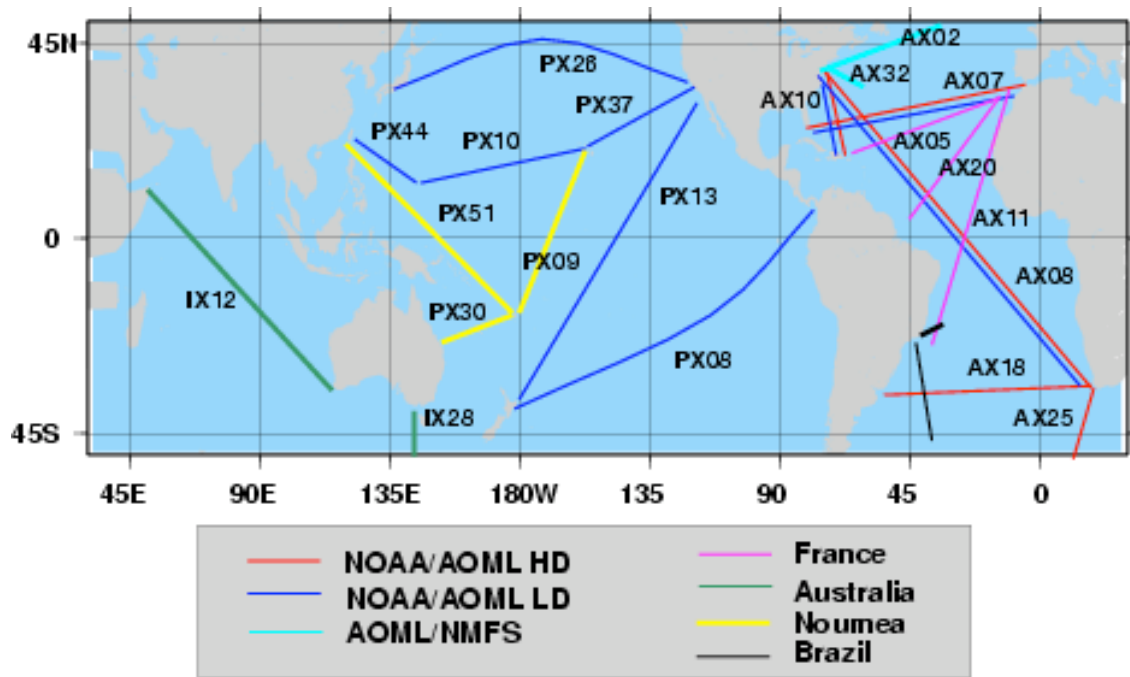 45N
0
45S
AX02
PX26
AX32
AX07
PX37
AX10
PX44
PX10
AX05
AX20
PX13
PX51
AX11
PX09
AX08
IX12
PX30
PX08
AX18
IX28
AX25
45E 90E 135E 180W 135 90 45 0
NOAA/AOML HD
NOAA/AOML LD
AOML/NMFS
France
Australia
Noumea
Brazil